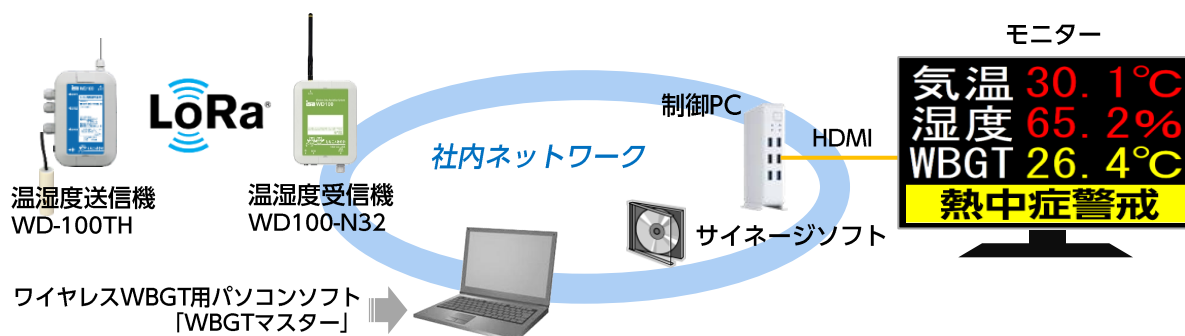 温湿度送信機
WD-100TH
LoRa®
WD100
温湿度受信機
WD100-N32
社内ネットワーク
制御PC
HDMI
サイネージソフト
モニター
気温 30.1℃
湿度 65.2%
WBGT 26.4℃
熱中症警戒
ワイヤレスWBGT用パソコンソフト
「WBGTマスター」